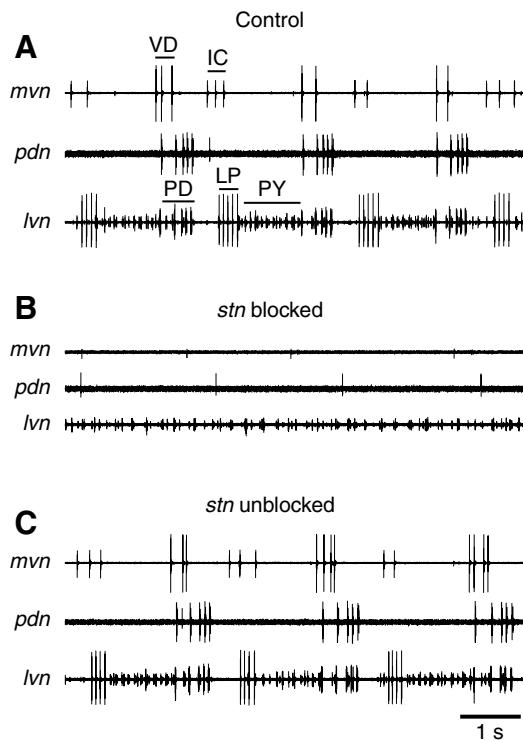 Control
A
VD
IC
mvn
pdn
PD
LP
PY
lvn
B
stn blocked
mvn
pdn
lvn
C
stn unblocked
mvn
pdn
lvn
1 s